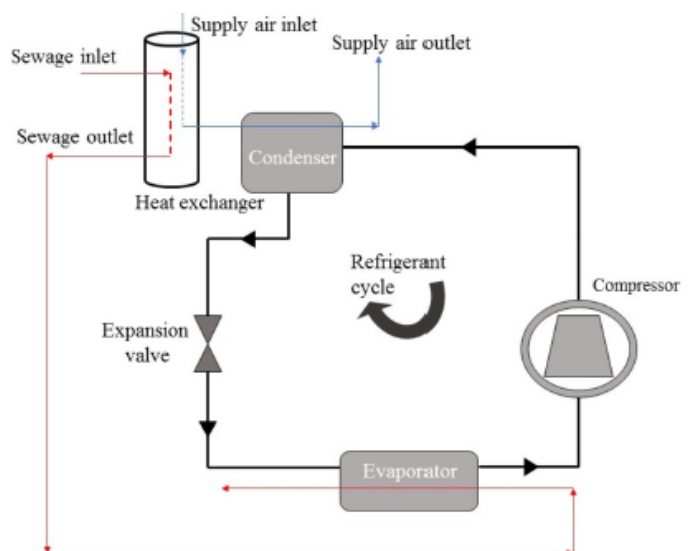 Supply air inlet
Supply air outlet
Sewage inlet
Sewage outlet
Condenser
Heat exchanger
Refrigerant
cycle
Compressor
Expansion
valve
Evaporator